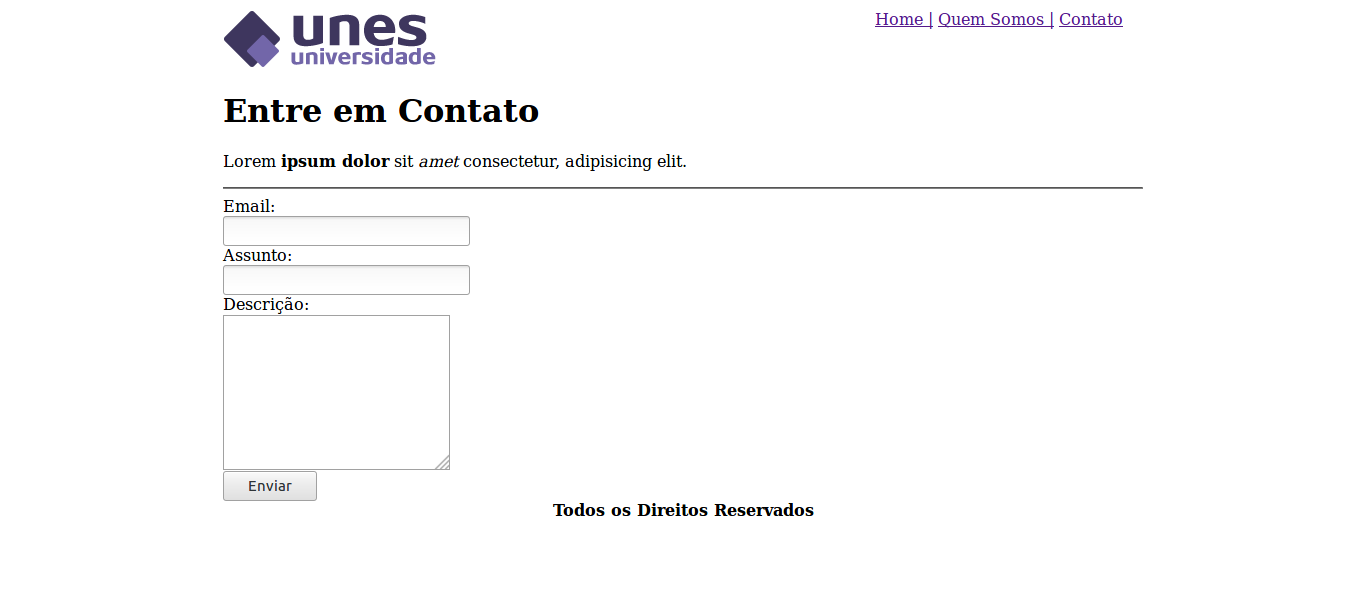 unes
universidade
Home | Quem Somos | Contato
Entre em Contato
Lorem ipsum dolor sit amet consectetur, adipisicing elit.
Email:
Assunto:
Descrição:
Enviar
Todos os Direitos Reservados